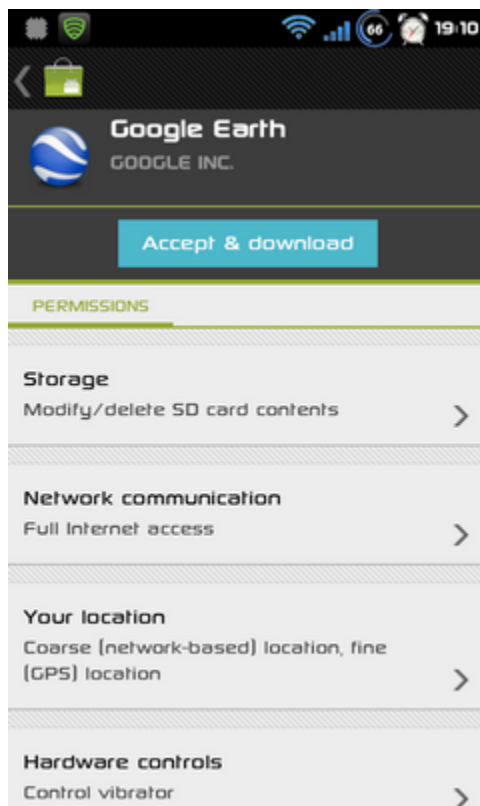 66 19:10
Google Earth
GOOGLE INC.
Accept & download
PERMISSIONS
Storage
Modify/delete SD card contents
Network communication
Full Internet access
Your location
Coarse (network-based) location, fine
(GPS) location
Hardware controls
Control vibrator